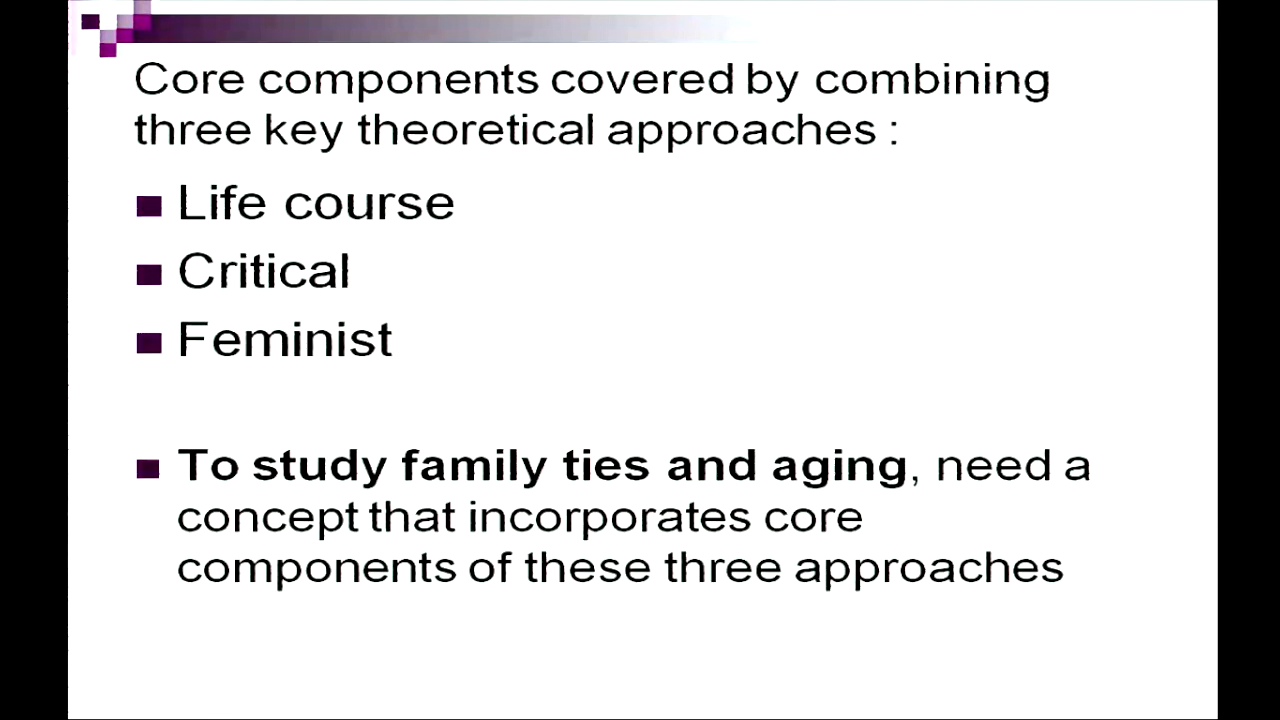 Core components covered by combining
three key theoretical approaches :
Life course
Critical
Feminist
To study family ties and aging, need a
concept that incorporates core
components of these three approaches